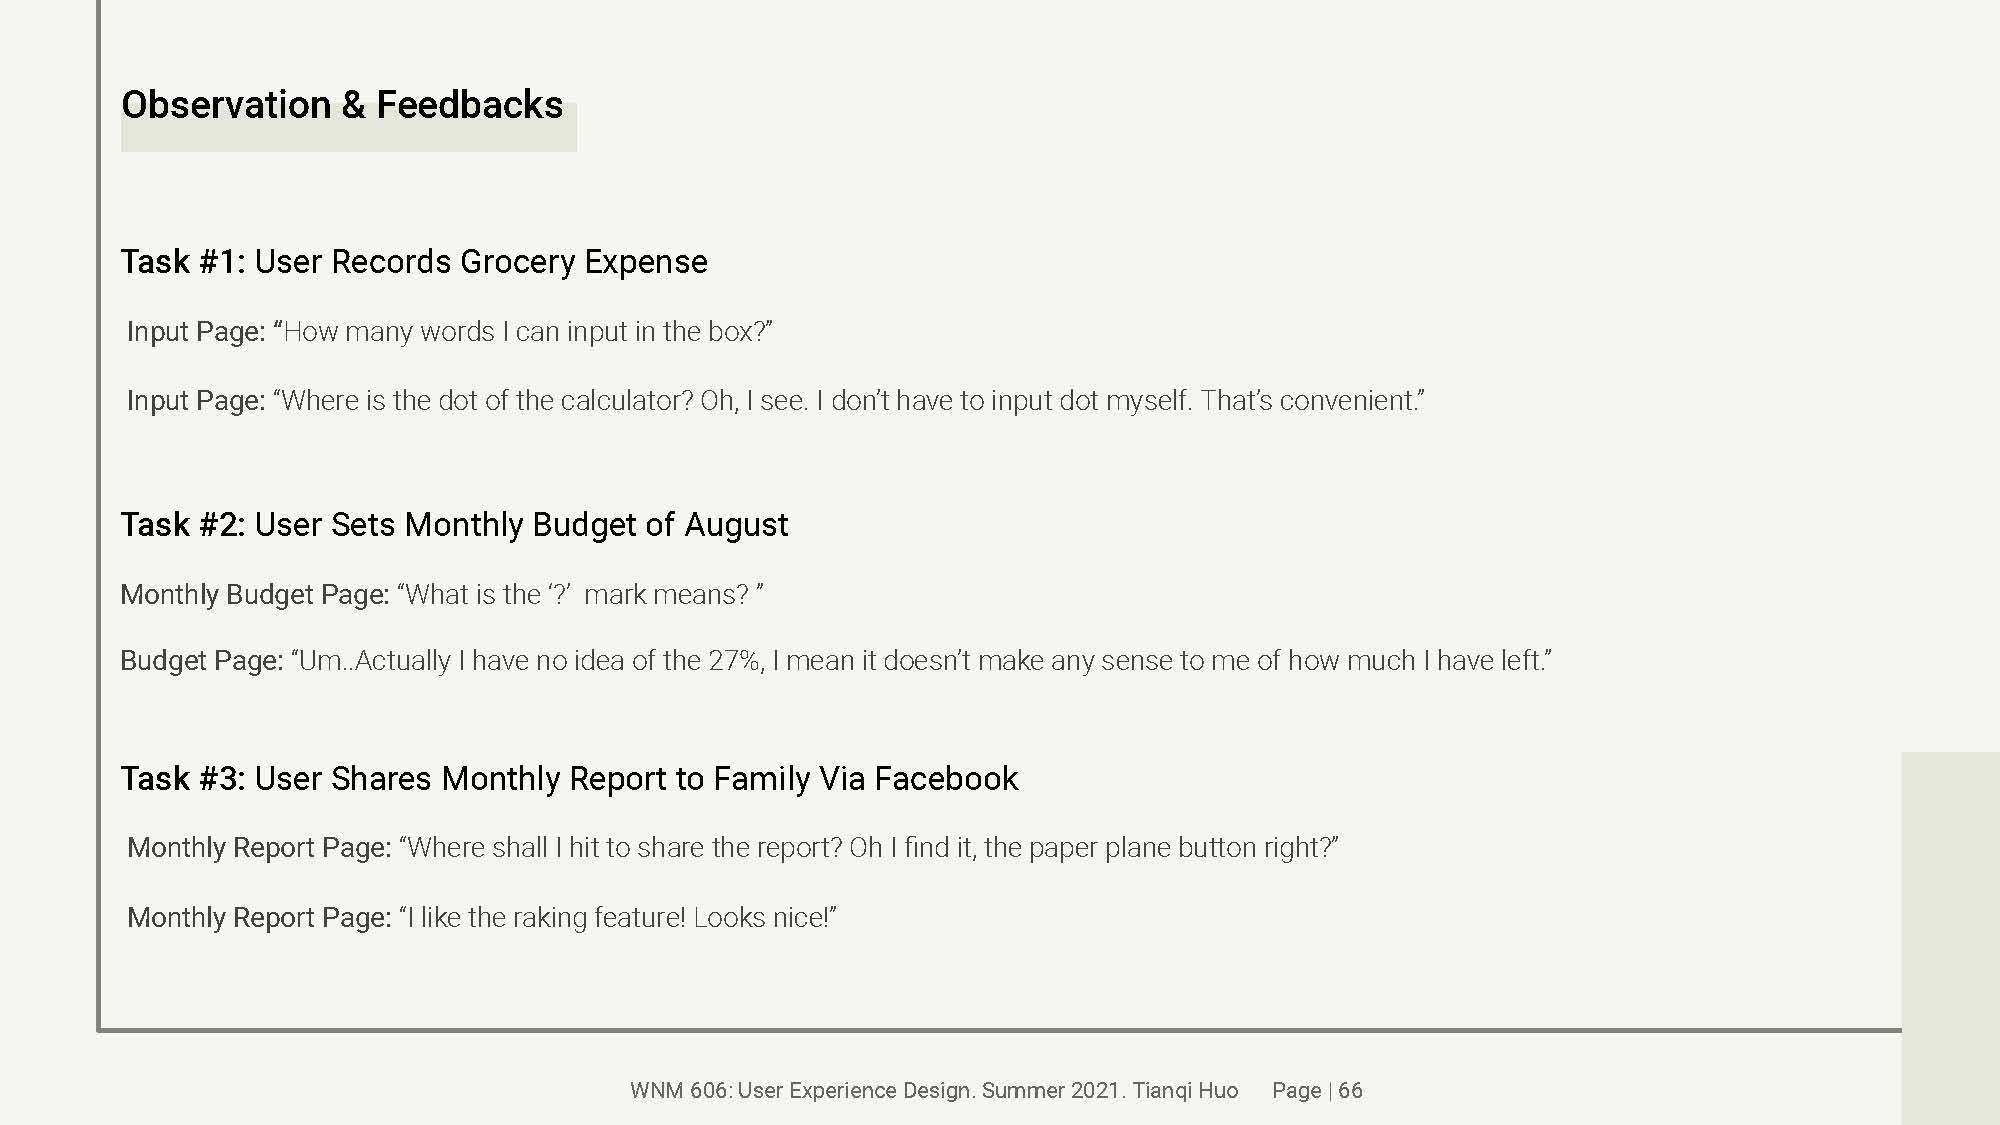 Observation & Feedbacks
Task #1: User Records Grocery Expense
Input Page: “How many words I can input in the box?”
Input Page: “Where is the dot of the calculator? Oh, I see. I don’t have to input dot myself. That’s convenient.”
Task #2: User Sets Monthly Budget of August
Monthly Budget Page: “What is the ‘?’  mark means? ”
Budget Page: “Um..Actually I have no idea of the 27%, I mean it doesn’t make any sense to me of how much I have left.”
Task #3: User Shares Monthly Report to Family Via Facebook
Monthly Report Page: “Where shall I hit to share the report? Oh I find it, the paper plane button right?”
Monthly Report Page: “I like the raking feature! Looks nice!”
WNM 606: User Experience Design. Summer 2021. Tianqi Huo Page | 66